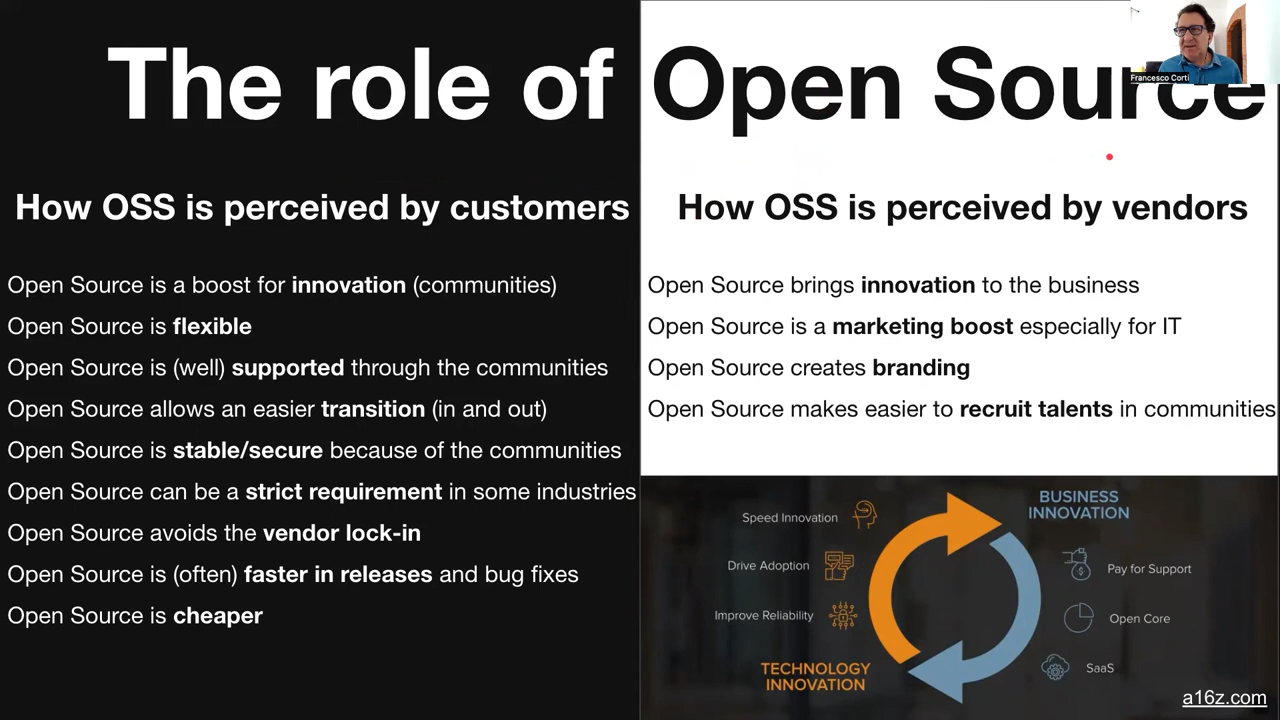 The role of Open Source
Francesco Corti
How OSS is perceived by customers
Open Source is a boost for innovation (communities)
Open Source is flexible
Open Source is (well) supported through the communities
Open Source allows an easier transition (in and out)
Open Source is stable/secure because of the communities
Open Source can be a strict requirement in some industries
Open Source avoids the vendor lock-in
Open Source is (often) faster in releases and bug fixes
Open Source is cheaper
How OSS is perceived by vendors
Open Source brings innovation to the business
Open Source is a marketing boost especially for IT
Open Source creates branding
Open Source makes easier to recruit talents in communities
Speed Innovation
Drive Adoption
Improve Reliability
TECHNOLOGY
INNOVATION
BUSINESS
INNOVATION
Pay for Support
Open Core
SaaS
a16z.com